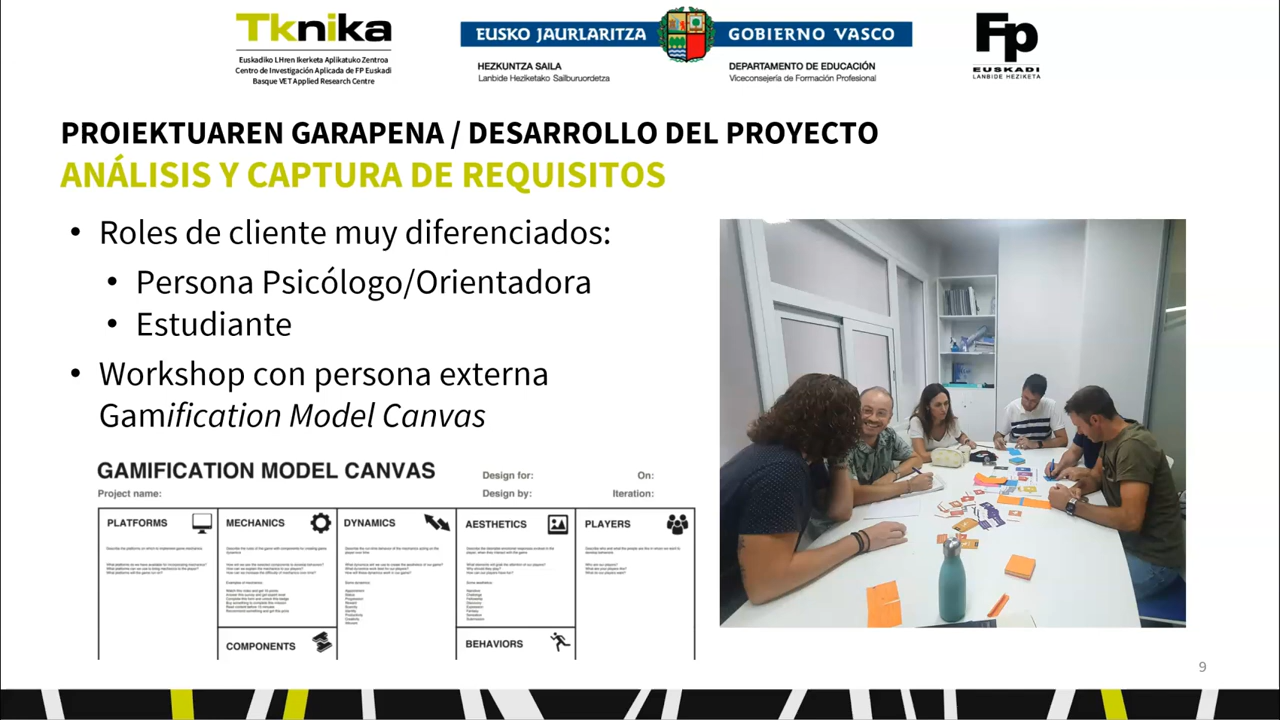 Tknika
Euskadiko LHren Ikerketa Aplikatuko Zentroa
Centro de Investigación Aplicada de FP Euskadi
Basque VET Applied Research Centre
EUSKO JAURLARITZA
GOBIERNO VASCO
HEZKUNTZA SAILA
Lanbide Heziketako Sailburuordetza
DEPARTAMENTO DE EDUCACIÓN
Viceconsejería de Formación Profesional
Fp
EUSKADI
LANBIDE HEZIKETA
PROIEKTUAREN GARAPENA / DESARROLLO DEL PROYECTO
ANÁLISIS Y CAPTURA DE REQUISITOS
• Roles de cliente muy diferenciados:
• Persona Psicólogo/Orientadora
• Estudiante
• Workshop con persona externa
Gamification Model Canvas
GAMIFICATION MODEL CANVAS
Project name:
Design for:
On:
Design by:
Iteration:
PLATFORMS
MECHANICS
DYNAMICS
AESTHETICS
PLAYERS
COMPONENTS
BEHAVIORS
9